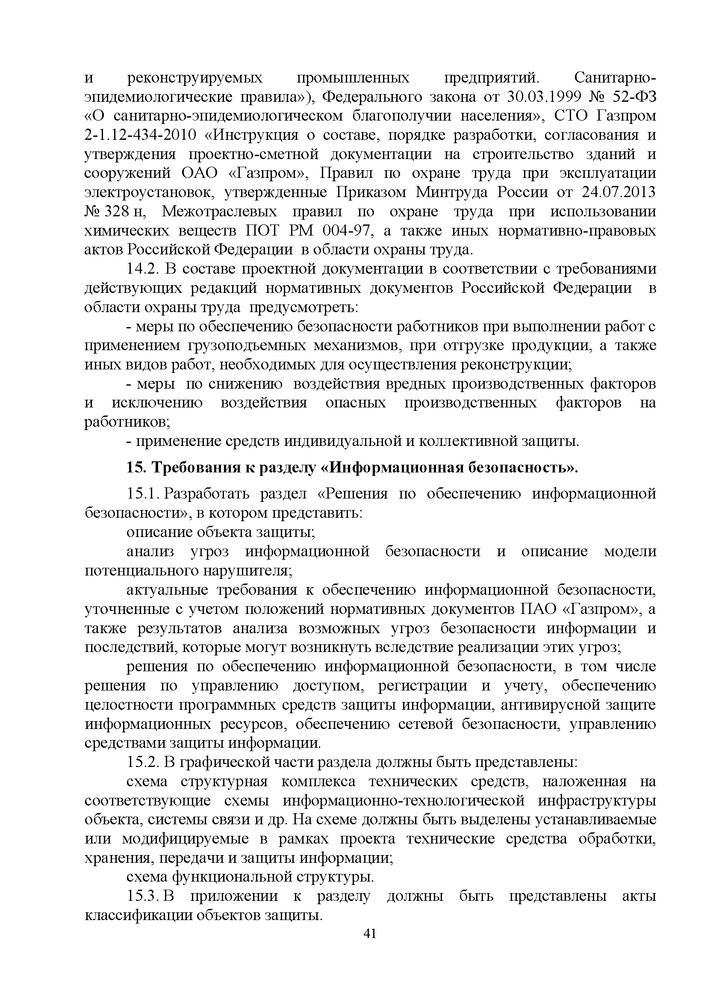 и реконструируемых промышленных предприятий. Санитарно-
эпидемиологические правила»), Федерального закона от 30.03.1999 № 52-ФЗ
«О санитарно-эпидемиологическом благополучии населения», СТО Газпром
2-1.12-434-2010 «Инструкция о составе, порядке разработки, согласования и
утверждения проектно-сметной документации на строительство зданий и
сооружений ОАО «Газпром», Правил по охране труда при эксплуатации
электроустановок, утвержденные Приказом Минтруда России от 24.07.2013
№ 328 н, Межотраслевых правил по охране труда при использовании
химических веществ ПОТ РМ 004-97, а также иных нормативно-правовых
актов Российской Федерации в области охраны труда.
14.2. В составе проектной документации в соответствии с требованиями
действующих редакций нормативных документов Российской Федерации в
области охраны труда предусмотреть:
- меры по обеспечению безопасности работников при выполнении работ с
применением грузоподъемных механизмов, при отгрузке продукции, а также
иных видов работ, необходимых для осуществления реконструкции;
- меры по снижению воздействия вредных производственных факторов
и исключению воздействия опасных производственных факторов на
работников;
- применение средств индивидуальной и коллективной защиты.
15. Требования к разделу «Информационная безопасность».
15.1. Разработать раздел «Решения по обеспечению информационной
безопасности», в котором представить:
описание объекта защиты;
анализ угроз информационной безопасности и описание модели
потенциального нарушителя;
актуальные требования к обеспечению информационной безопасности,
уточненные с учетом положений нормативных документов ПАО «Газпром», а
также результатов анализа возможных угроз безопасности информации и
последствий, которые могут возникнуть вследствие реализации этих угроз;
решения по обеспечению информационной безопасности, в том числе
решения по управлению доступом, регистрации и учету, обеспечению
целостности программных средств защиты информации, антивирусной защите
информационных ресурсов, обеспечению сетевой безопасности, управлению
средствами защиты информации.
15.2. В графической части раздела должны быть представлены:
схема структурная комплекса технических средств, наложенная на
соответствующие схемы информационно-технологической инфраструктуры
объекта, системы связи и др. На схеме должны быть выделены устанавливаемые
или модифицируемые в рамках проекта технические средства обработки,
хранения, передачи и защиты информации;
схема функциональной структуры.
15.3. В приложении к разделу должны быть представлены акты
классификации объектов защиты.
41